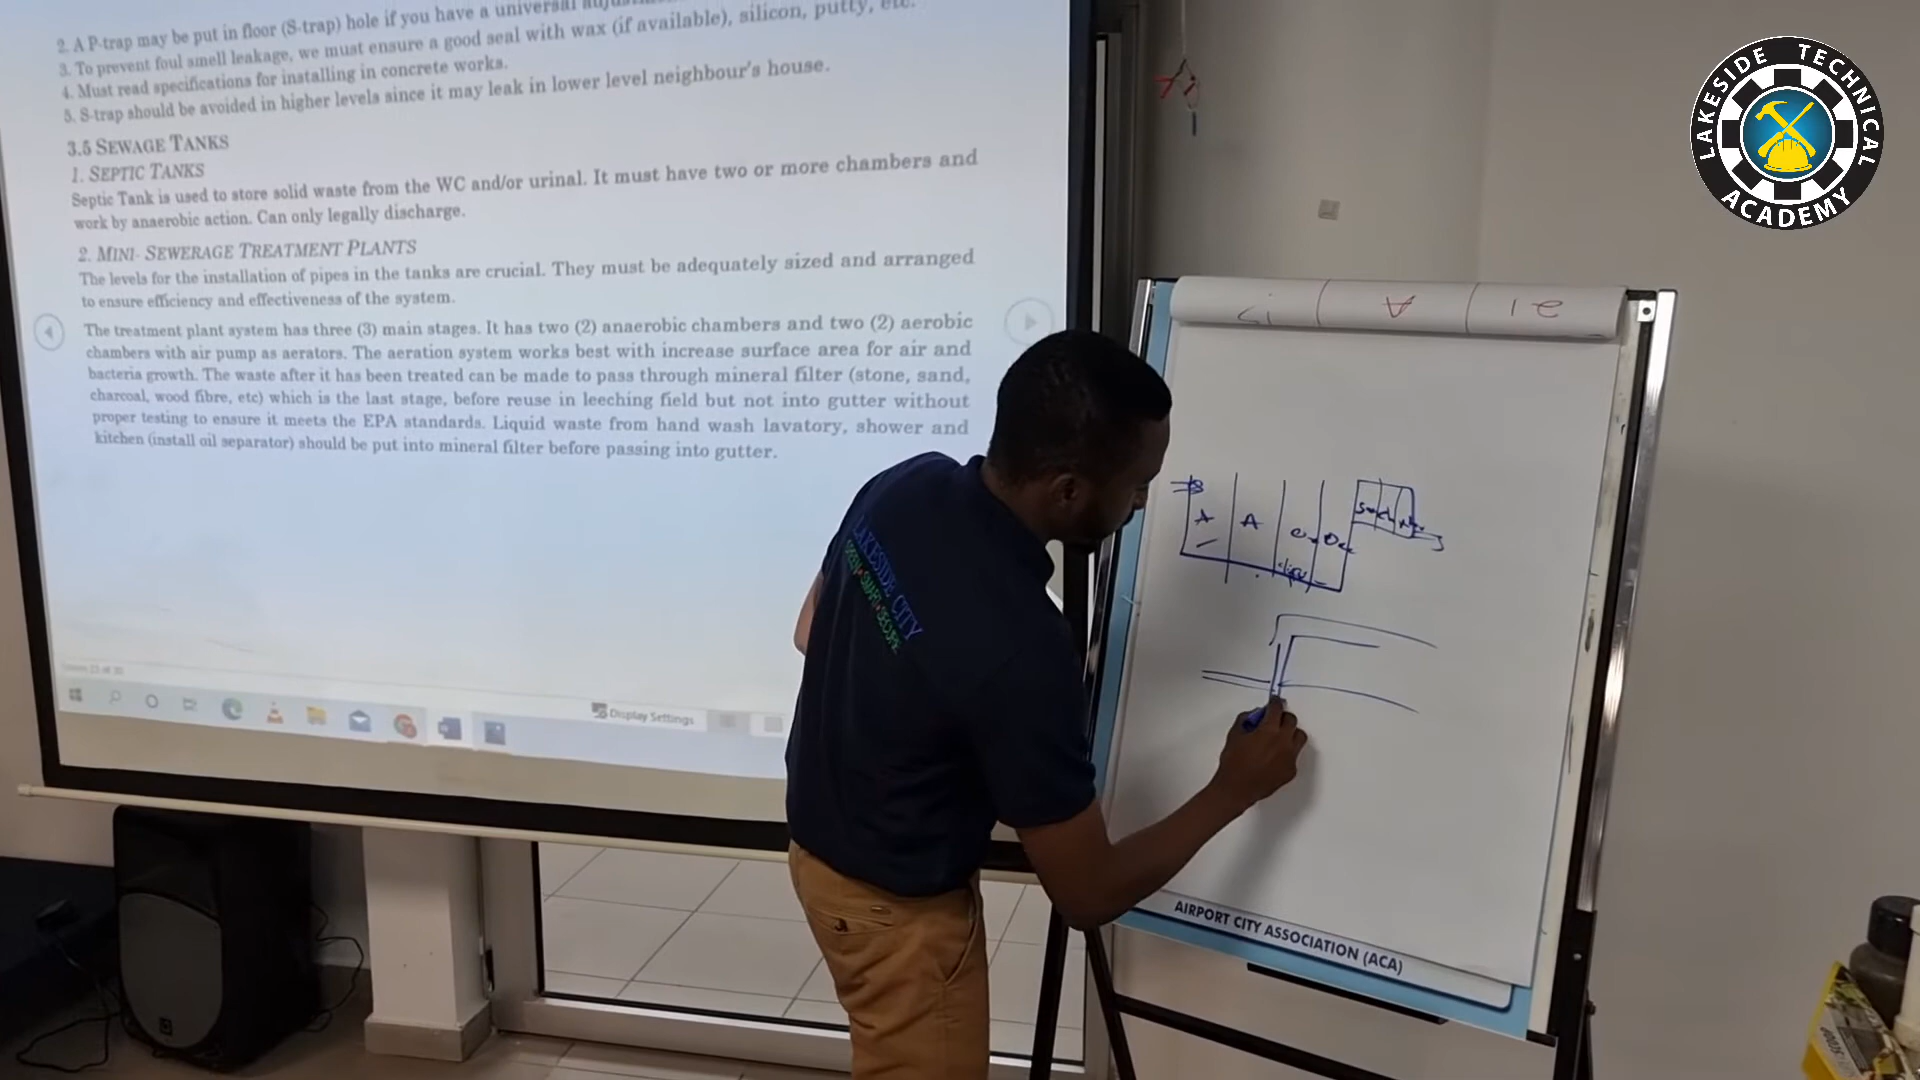 2. A P-trap may be put in floor (S-trap) hole if you have a universal
3. To prevent foul smell leakage, we must ensure a good seal with wax (if available), silicon, putty, etc.
4. Must read specifications for installing in concrete works.
5. S-trap should be avoided in higher levels since it may leak in lower level neighbour's house.
3.5 SEWAGE TANKS
1. SEPTIC TANKS
Septic Tank is used to store solid waste from the WC and/or urinal. It must have two or more chambers and
work by anaerobic action. Can only legally discharge.
2. MINI- SEWERAGE TREATMENT PLANTS
The levels for the installation of pipes in the tanks are crucial. They must be adequately sized and arranged
to ensure efficiency and effectiveness of the system.
The treatment plant system has three (3) main stages. It has two (2) anaerobic chambers and two (2) aerobic
chambers with air pump as aerators. The aeration system works best with increase surface area for air and
bacteria growth. The waste after it has been treated can be made to pass through mineral filter (stone, sand,
charcoal, wood fibre, etc) which is the last stage, before reuse in leeching field but not into gutter without
proper testing to ensure it meets the EPA standards. Liquid waste from hand wash lavatory, shower and
kitchen (install oil separator) should be put into mineral filter before passing into gutter.
Display Settings
LAKESIDE CITY
GREEN • SMART • SECURE
A A
AIRPORT CITY ASSOCIATION (ACA)
LAKESIDE TECHNICAL
ACADEMY